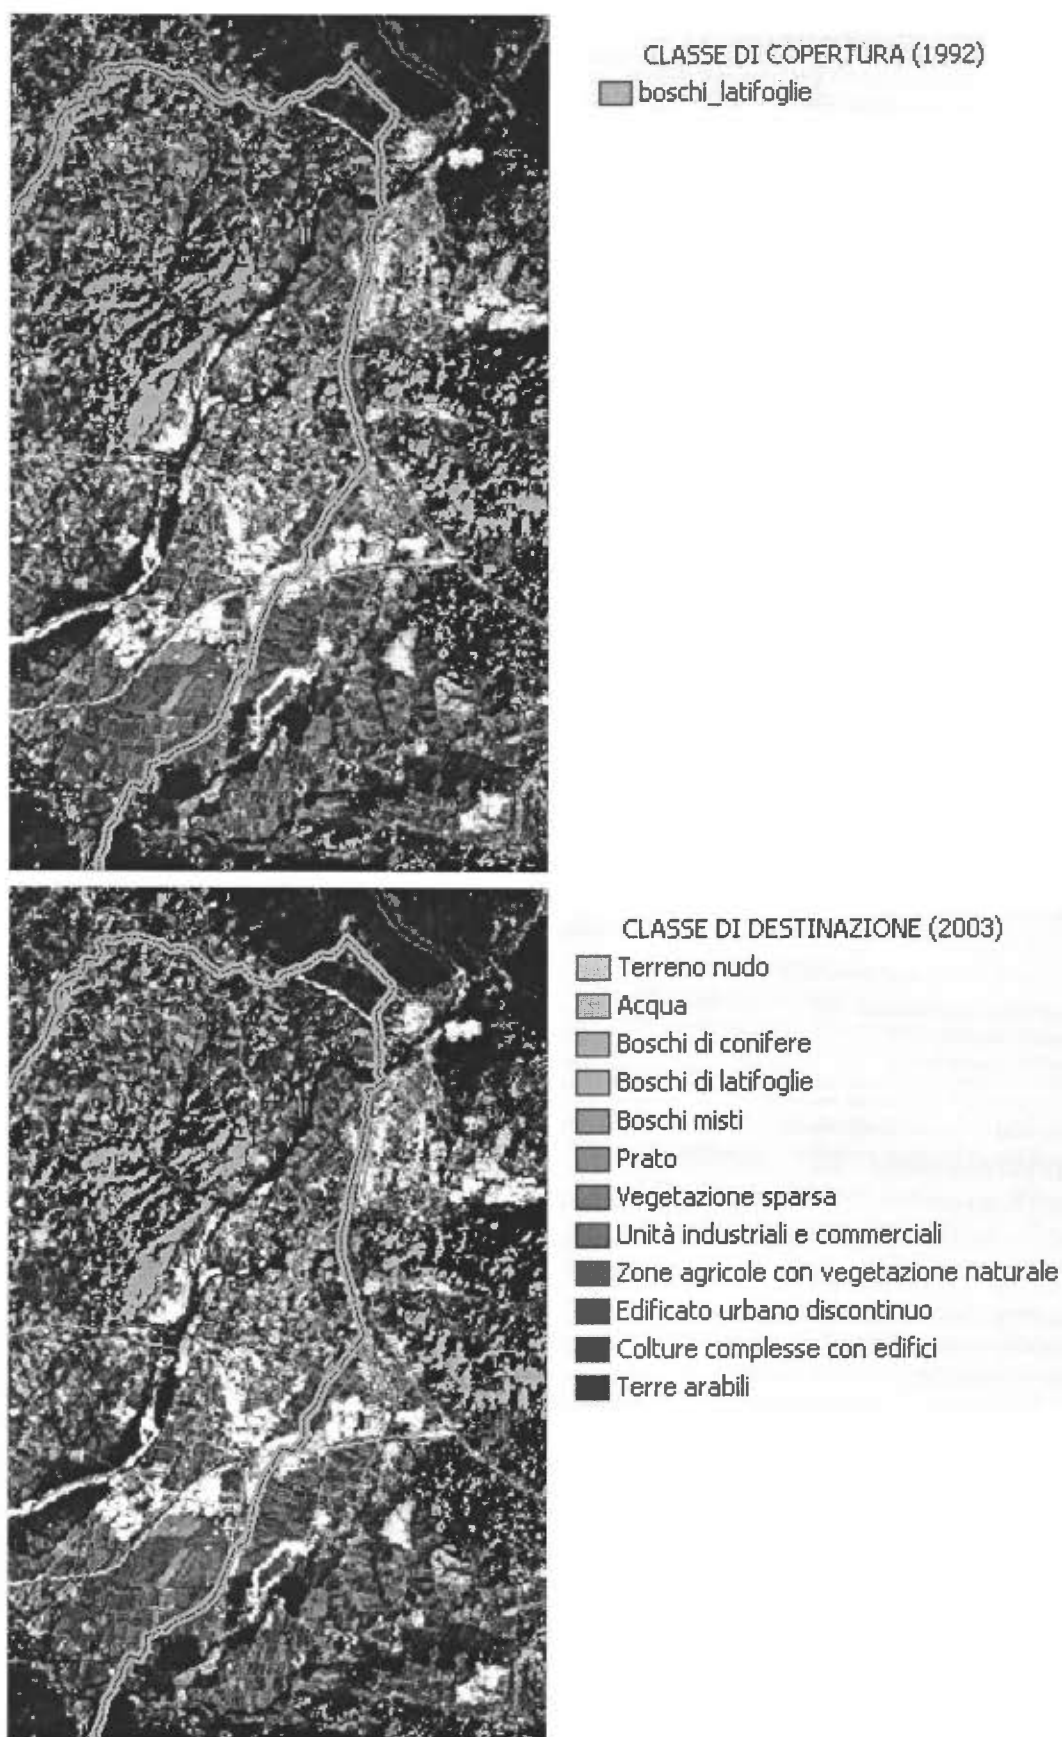 CLASSE DI COPERTURA (1992)
boschi_latifoglie
CLASSE DI DESTINAZIONE (2003)
Terreno nudo
Acqua
Boschi di conifere
Boschi di latifoglie
Boschi misti
Prato
Vegetazione sparsa
Unità industriali e commerciali
Zone agricole con vegetazione naturale
Edificato urbano discontinuo
Colture complesse con edifici
Terre arabili